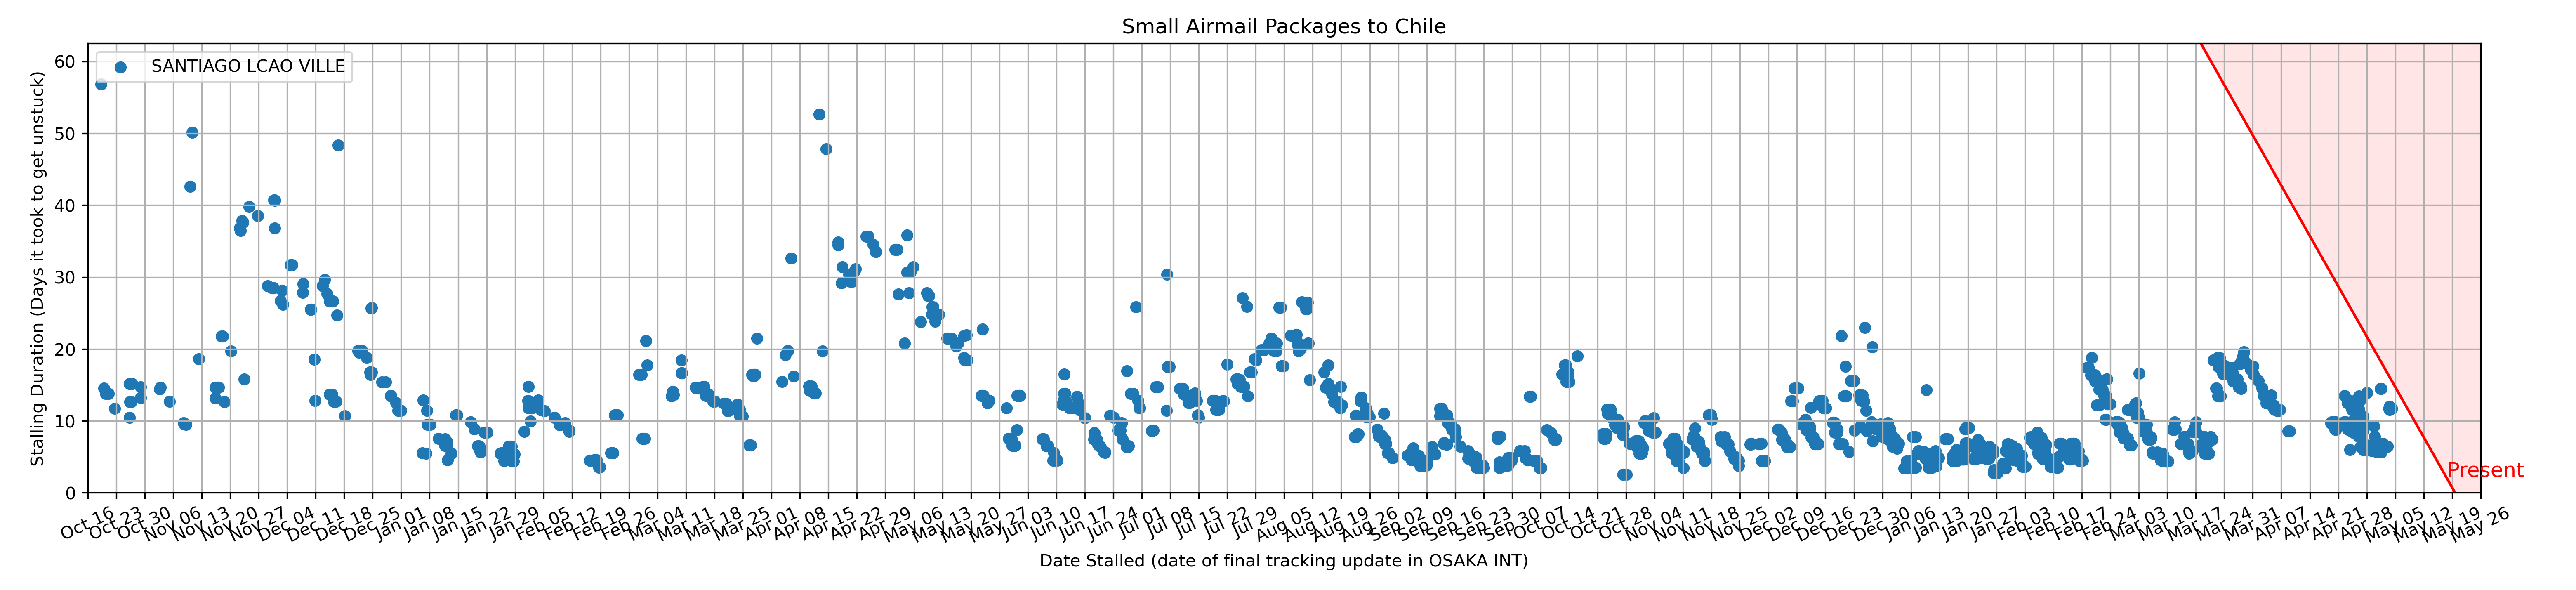 Small Airmail Packages to Chile
SANTIAGO LCAO VILLE
Stalling Duration (Days it took to get unstuck)
60
50
40
30
20
10
0
Present
Oct 16
Oct 23
Oct 30
Nov 06
Nov 13
Nov 20
Nov 27
Dec 04
Dec 11
Dec 18
Dec 25
Jan 01
Jan 08
Jan 15
Jan 22
Jan 29
Feb 05
Feb 12
Feb 19
Feb 26
Mar 04
Mar 11
Mar 18
Mar 25
Apr 01
Apr 08
Apr 15
Apr 22
Apr 29
May 06
May 13
May 20
May 27
Jun 03
Jun 10
Jun 17
Jun 24
Jul 01
Jul 08
Jul 15
Jul 22
Jul 29
Aug 05
Aug 12
Aug 19
Aug 26
Sep 02
Sep 09
Sep 16
Sep 23
Sep 30
Oct 07
Oct 14
Oct 21
Oct 28
Nov 04
Nov 11
Nov 18
Nov 25
Dec 02
Dec 09
Dec 16
Dec 23
Dec 30
Jan 06
Jan 13
Jan 20
Jan 27
Feb 03
Feb 10
Feb 17
Feb 24
Mar 03
Mar 10
Mar 17
Mar 24
Mar 31
Apr 07
Apr 14
Apr 21
Apr 28
May 05
May 12
May 19
May 26
Date Stalled (date of final tracking update in OSAKA INT)